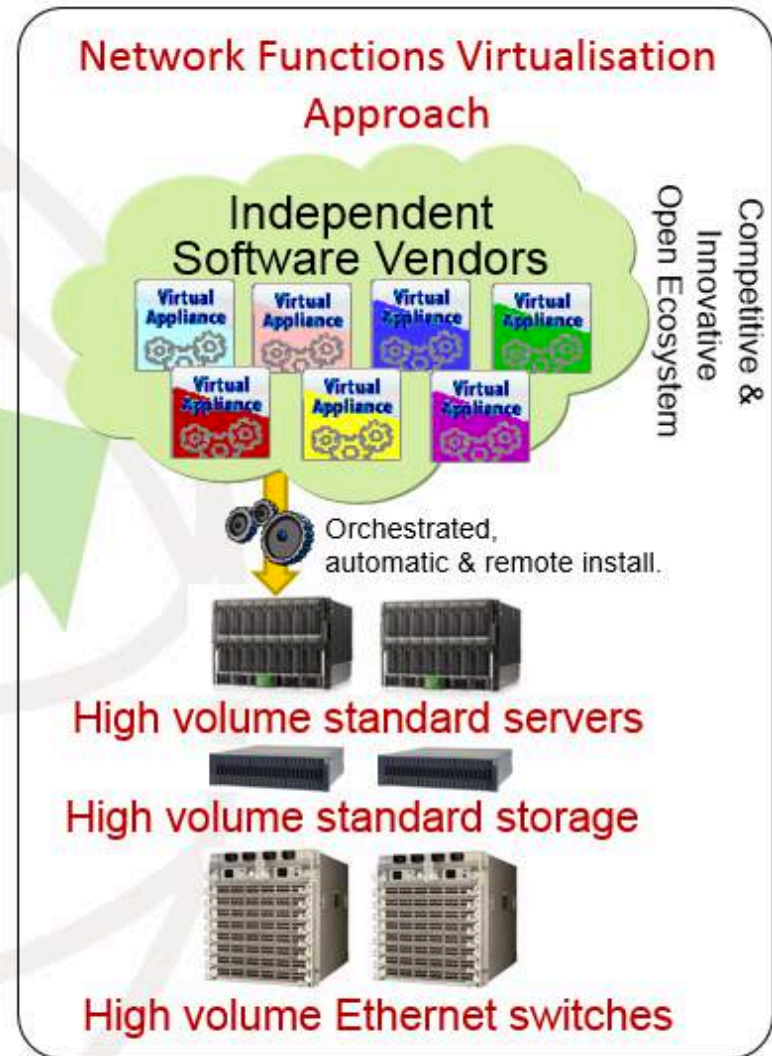 Network Functions Virtualisation
Approach
Independent
Software Vendors
Competitive &
Innovative
Open Ecosystem
Virtual
Appliance
Virtual
Appliance
Virtual
Appliance
Virtual
Appliance
Virtual
Appliance
Virtual
Appliance
Virtual
Appliance
Orchestrated,
automatic & remote install.
High volume standard servers
High volume standard storage
High volume Ethernet switches